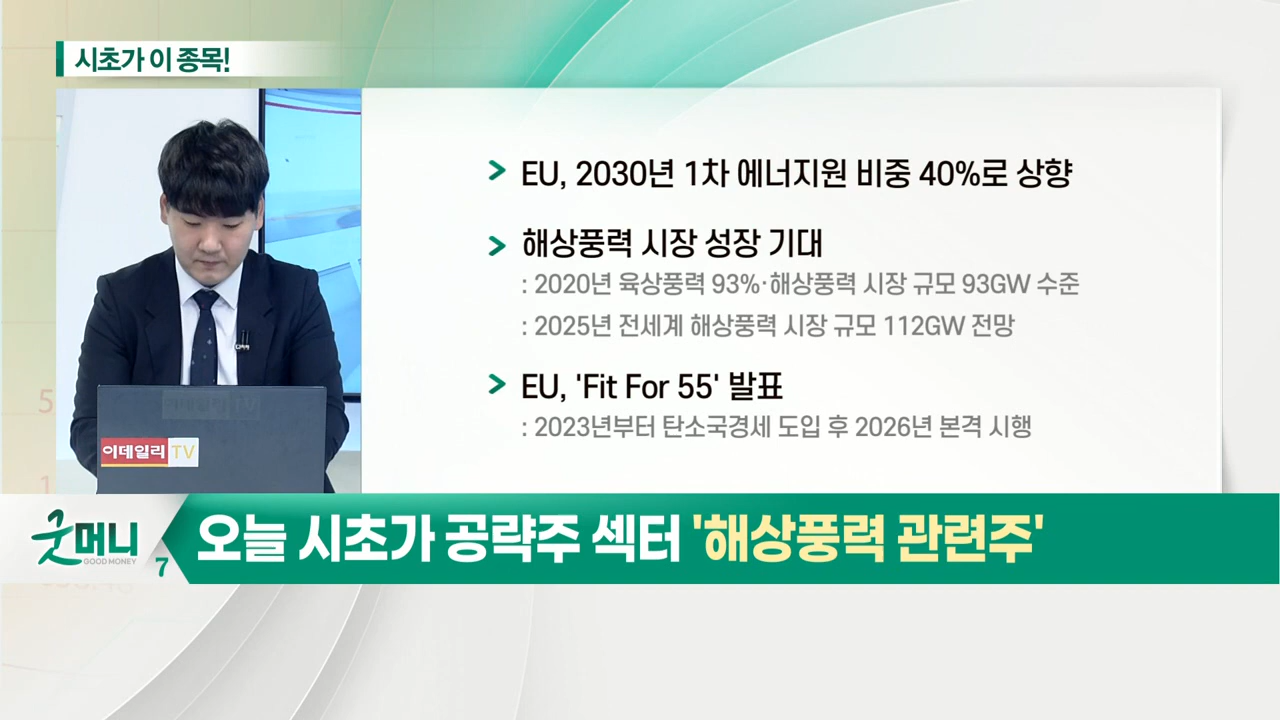 시초가 이 종목!
> EU, 2030년 1차 에너지원 비중 40%로 상향
> 해상풍력 시장 성장 기대
: 2020년 육상풍력 93%·해상풍력 시장 규모 93GW 수준
: 2025년 전세계 해상풍력 시장 규모 112GW 전망
> EU, 'Fit For 55' 발표
: 2023년부터 탄소국경세 도입 후 2026년 본격 시행
이데일리 TV
굿머니
GOOD MONEY
7
오늘 시초가 공략주 섹터 '해상풍력 관련주'